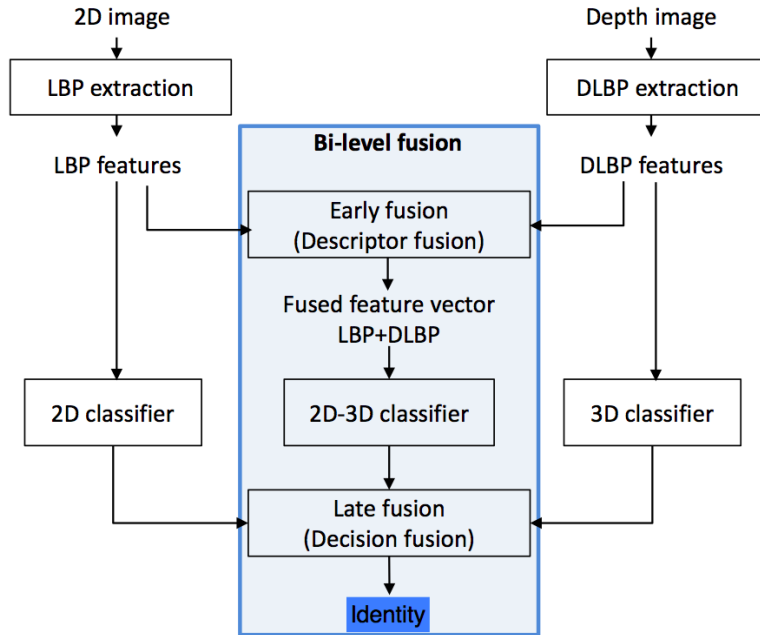 2D image
Depth image
LBP extraction
DLBP extraction
Bi-level fusion
LBP features
DLBP features
Early fusion
(Descriptor fusion)
Fused feature vector
LBP+DLBP
2D classifier
2D-3D classifier
3D classifier
Late fusion
(Decision fusion)
Identity